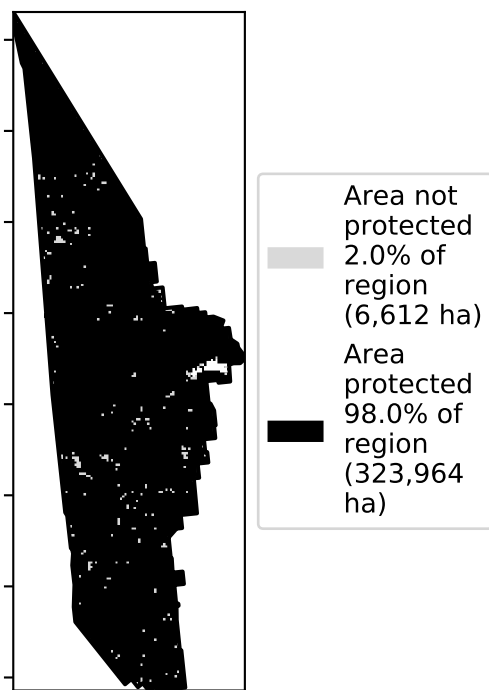 Area not
protected
2.0% of
region
(6,612 ha)
Area
protected
98.0% of
region
(323,964
ha)